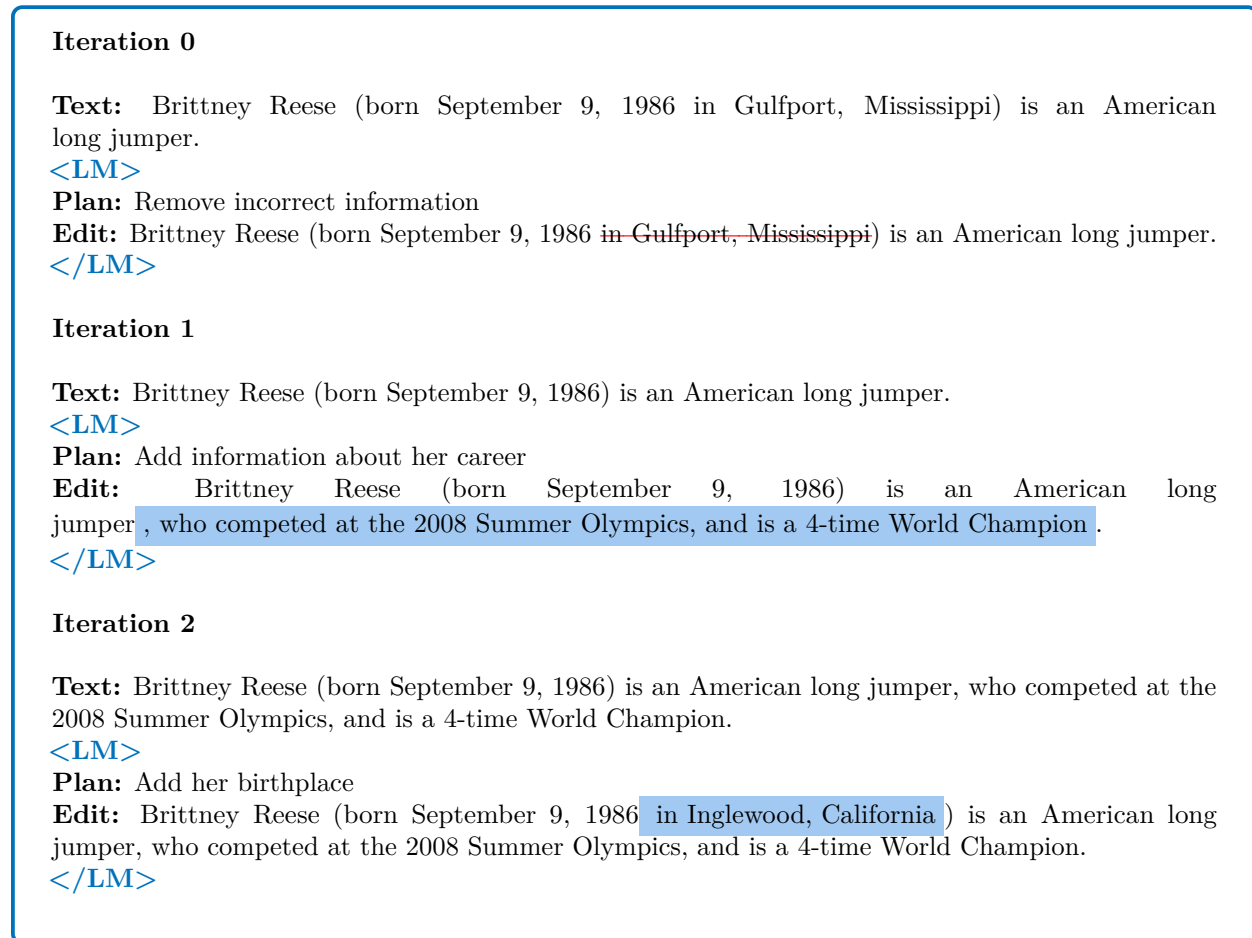 Iteration 0
Text: Brittney Reese (born September 9, 1986 in Gulfport, Mississippi) is an American
long jumper.
<LM>
Plan: Remove incorrect information
Edit: Brittney Reese (born September 9, 1986 in Gulfport, Mississippi) is an American long jumper.
</LM>
Iteration 1
Text: Brittney Reese (born September 9, 1986) is an American long jumper.
<LM>
Plan: Add information about her career
Edit: Brittney Reese (born September 9, 1986) is an American long
jumper , who competed at the 2008 Summer Olympics, and is a 4-time World Champion .
</LM>
Iteration 2
Text: Brittney Reese (born September 9, 1986) is an American long jumper, who competed at the
2008 Summer Olympics, and is a 4-time World Champion.
<LM>
Plan: Add her birthplace
Edit: Brittney Reese (born September 9, 1986 in Inglewood, California ) is an American long
jumper, who competed at the 2008 Summer Olympics, and is a 4-time World Champion.
</LM>